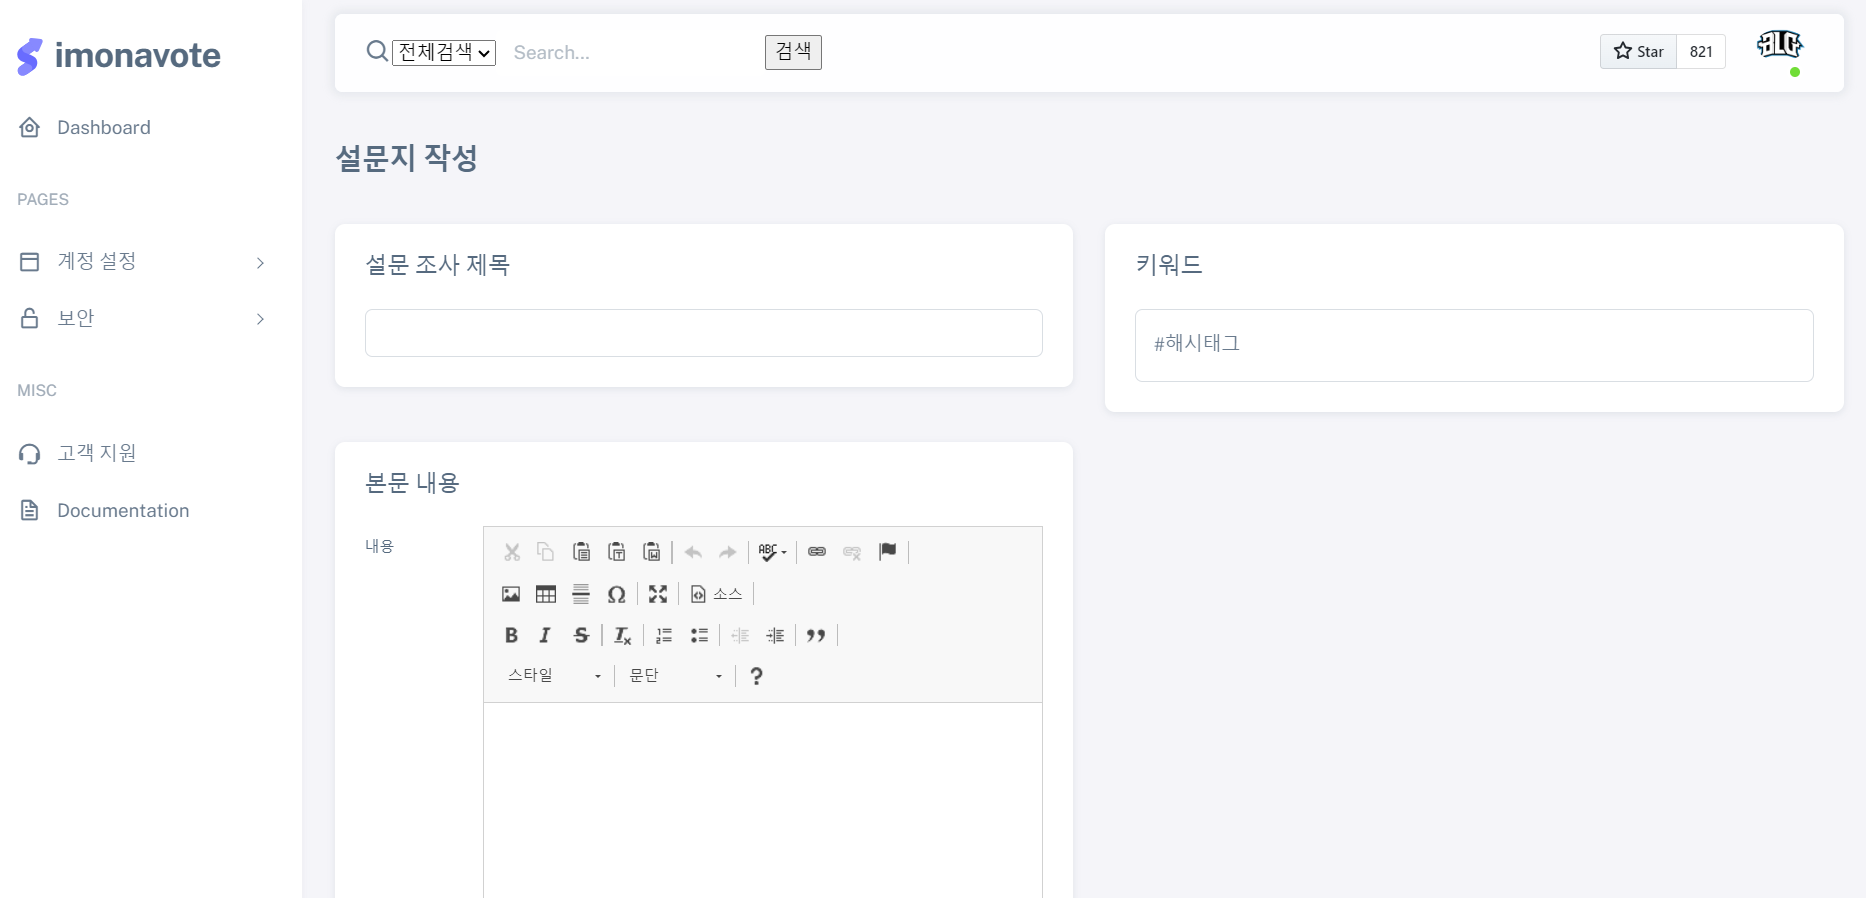 imonavote
전체검색
Search...
검색
Star
821
Dashboard
PAGES
계정 설정
보안
MISC
고객 지원
Documentation
설문지 작성
설문 조사 제목
키워드
#해시태그
본문 내용
내용
ABC
소스
스타일
문단